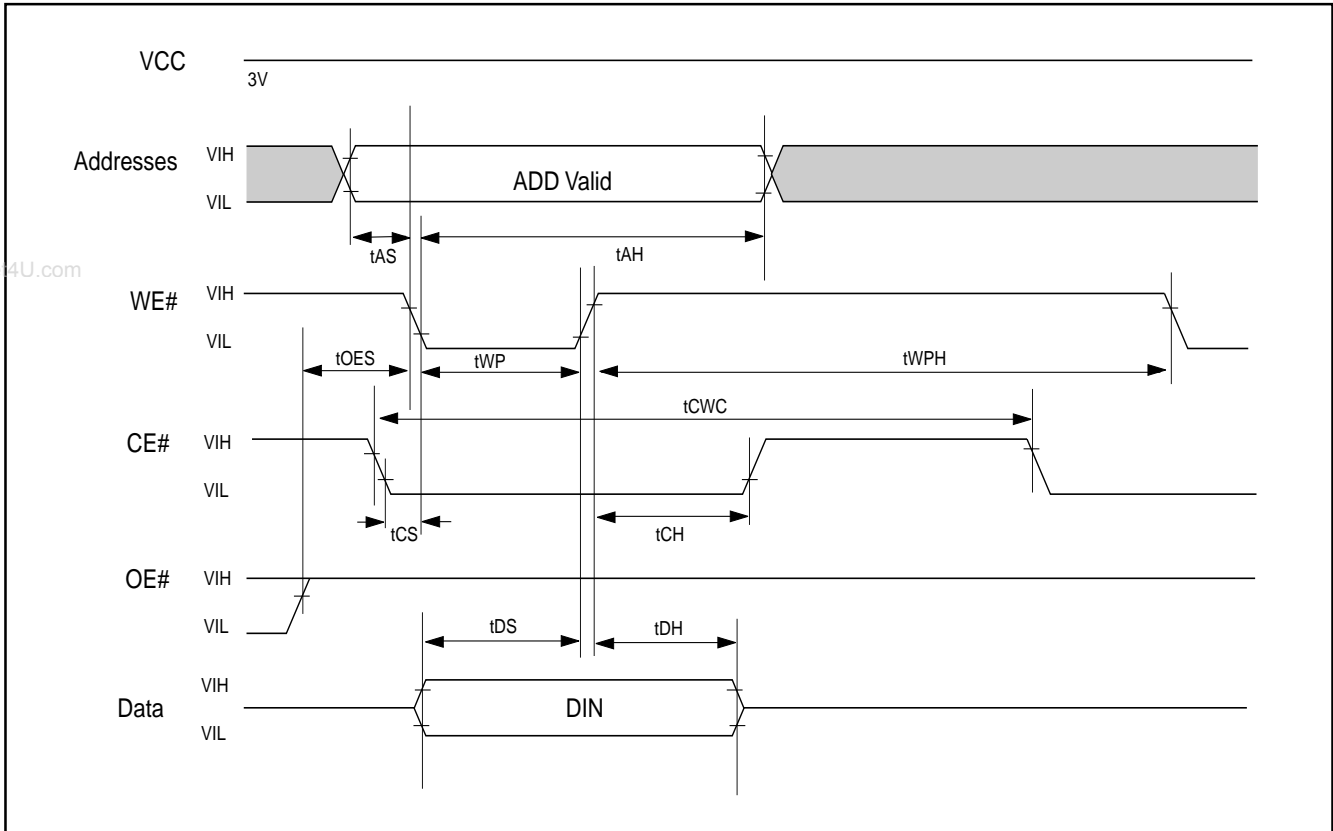 VCC
3V
Addresses
VIH
ADD Valid
VIL
tAS
tAH
t4U.com
WE#
VIH
VIL
tOES
tWP
tWPH
tCWC
CE#
VIH
VIL
tCS
tCH
OE#
VIH
VIL
tDS
tDH
Data
VIH
DIN
VIL